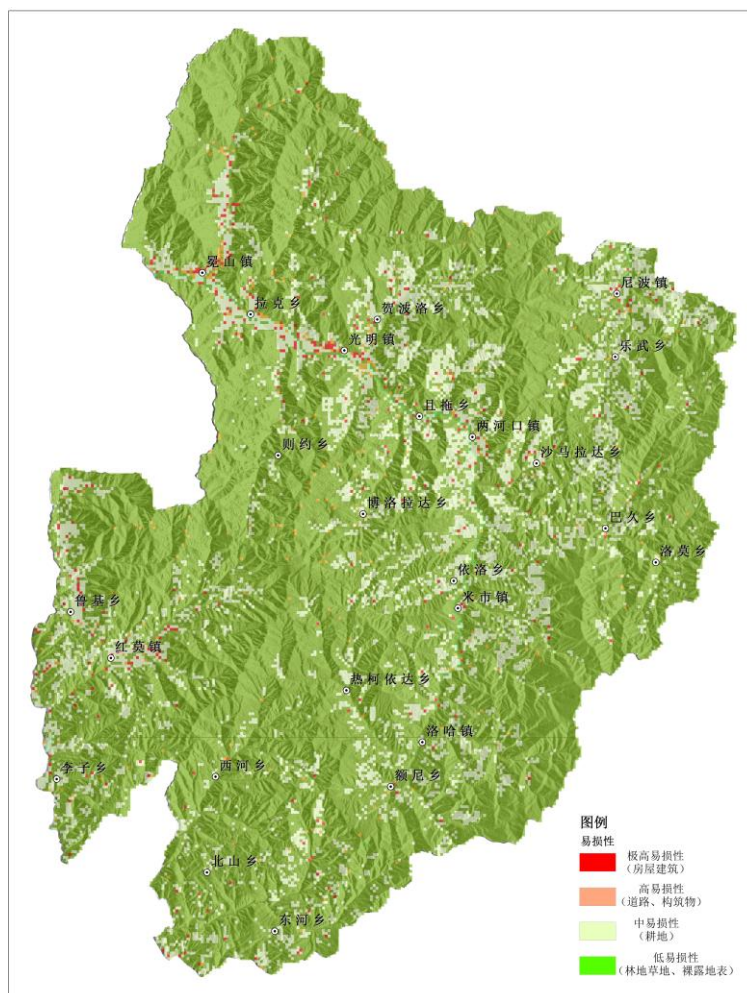 冕山镇
尼波镇
拉克乡
贺波洛乡
光明镇
乐武乡
且拖乡
两河口镇
则约乡
沙马拉达乡
博洛拉达乡
巴久乡
洛莫乡
依洛乡
鲁基乡
米市镇
红莫镇
热柯依达乡
洛哈镇
李子乡
西河乡
额尼乡
北山乡
东河乡
图例
易损性
极高易损性
（房屋建筑）
高易损性
（道路、构筑物）
中易损性
（耕地）
低易损性
（林地草地、裸露地表）